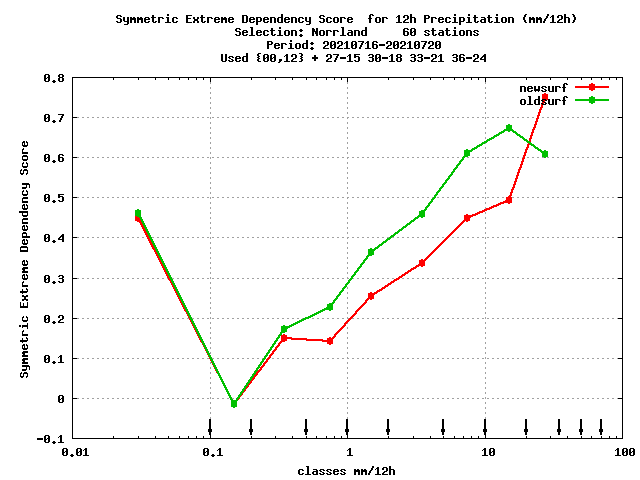 Symmetric Extreme Dependency Score  for 12h Precipitation (mm/12h)
Selection: Norrland     60 stations
Period: 20210716-20210720
Used {00,12} + 27-15 30-18 33-21 36-24
newsurf
oldsurf
Symmetric Extreme Dependency Score
0.8
0.7
0.6
0.5
0.4
0.3
0.2
0.1
0
-0.1
0.01 0.1 1 10 100
classes mm/12h